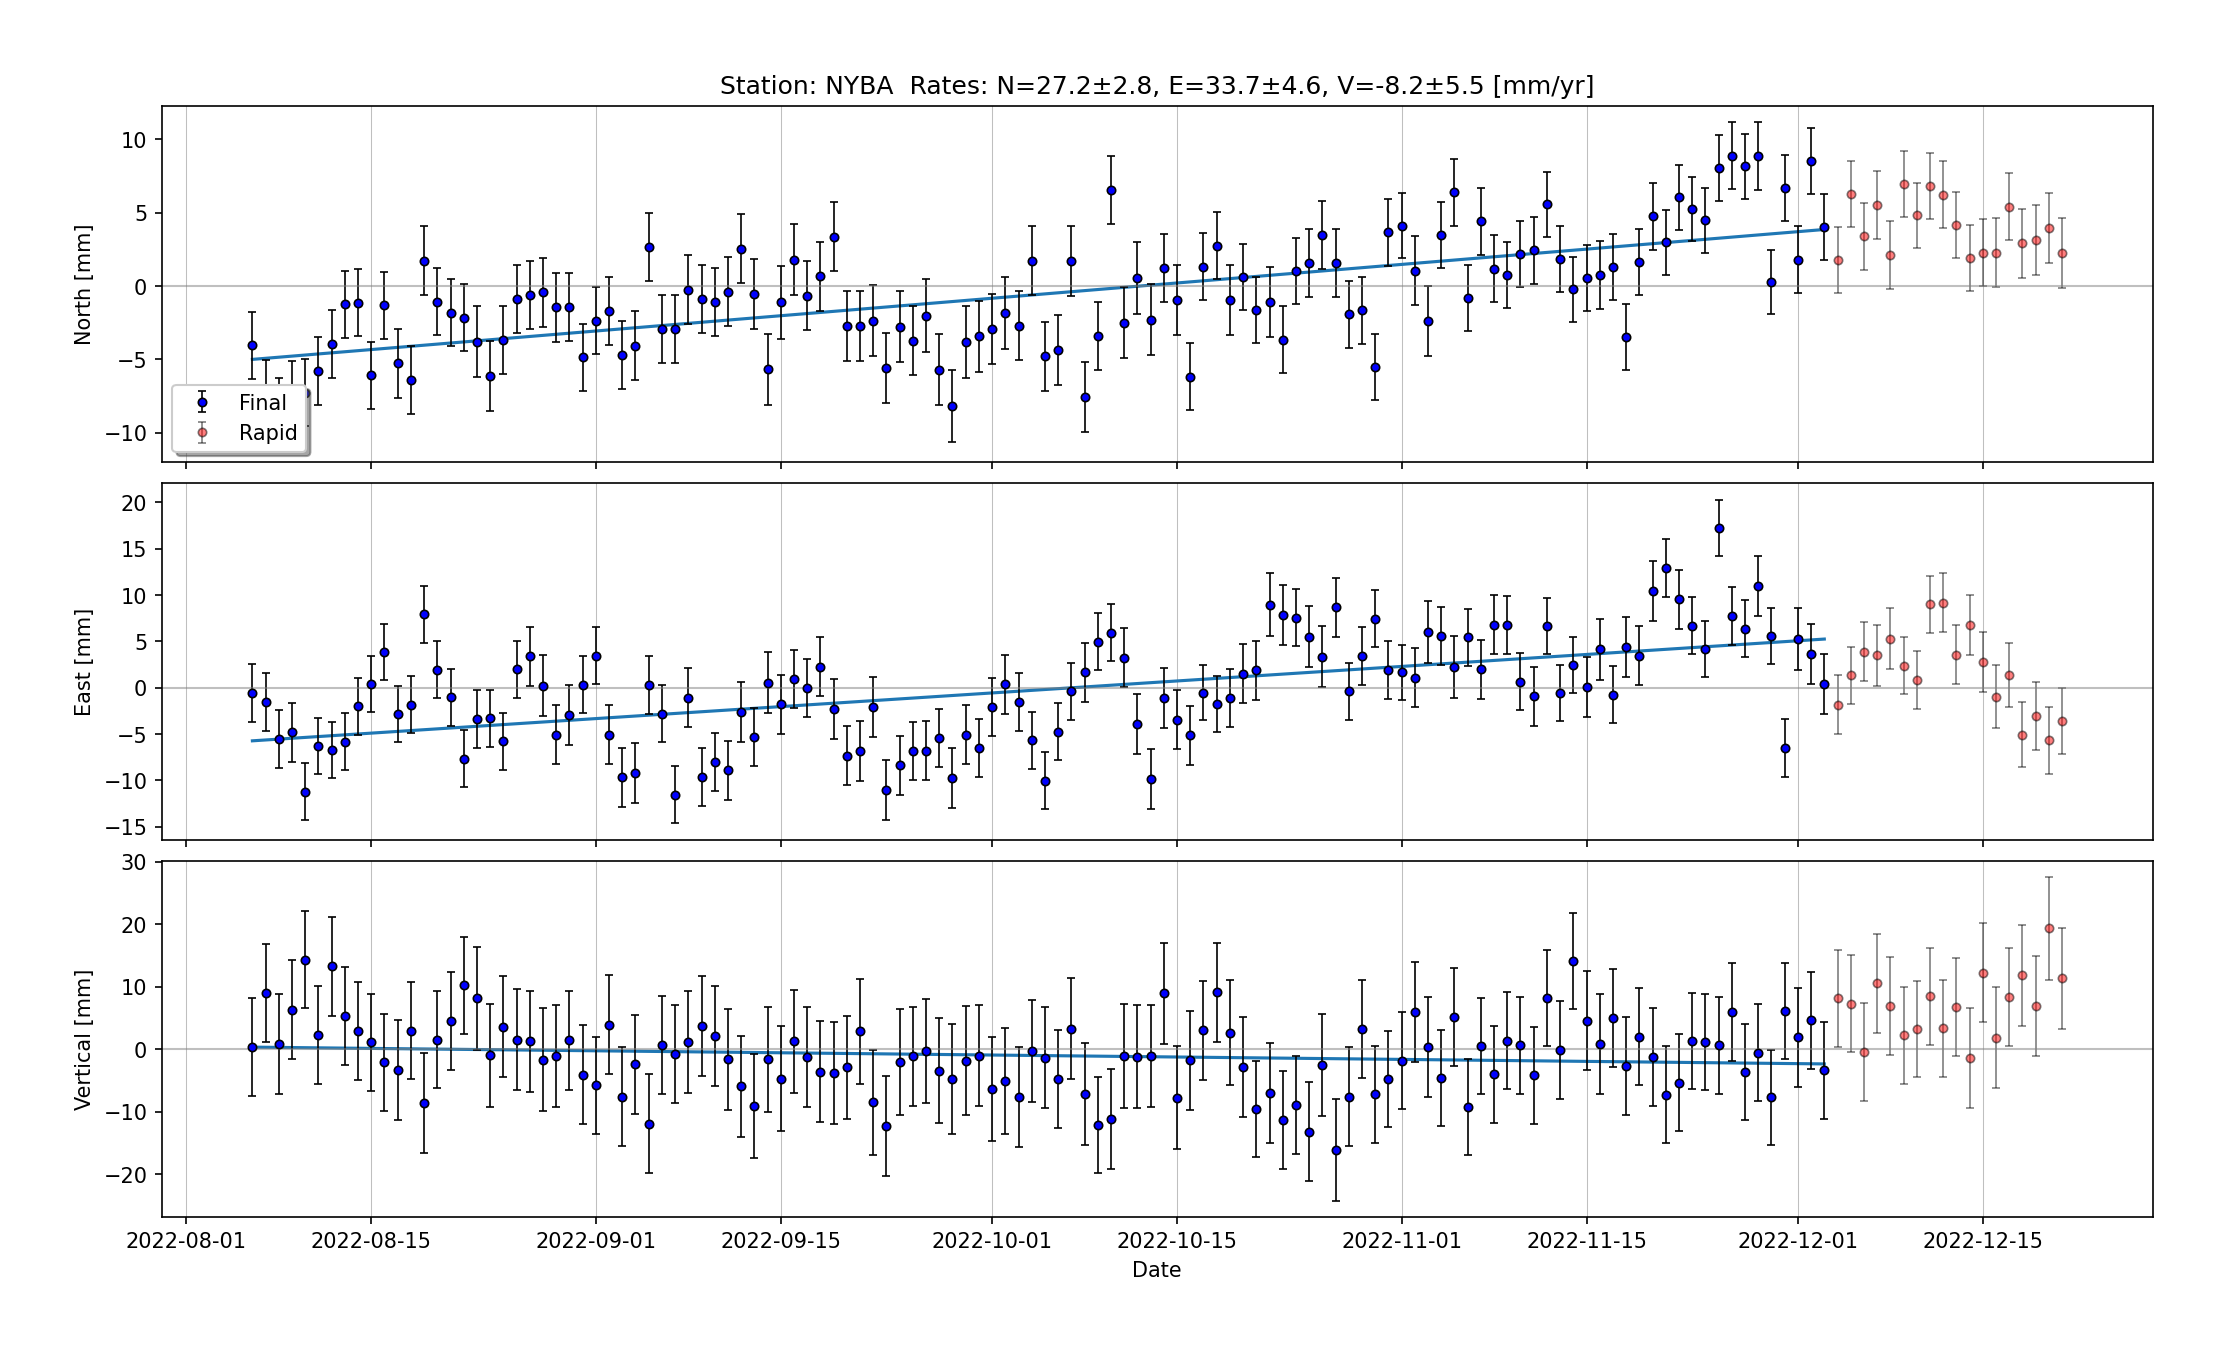 Station: NYBA  Rates: N=27.2±2.8, E=33.7±4.6, V=-8.2±5.5 [mm/yr]
North [mm]
10
5
0
−5
−10
Final
Rapid
East [mm]
20
15
10
5
0
−5
−10
−15
Vertical [mm]
30
20
10
0
−10
−20
2022-08-01 2022-08-15 2022-09-01 2022-09-15 2022-10-01 2022-10-15 2022-11-01 2022-11-15 2022-12-01 2022-12-15
Date